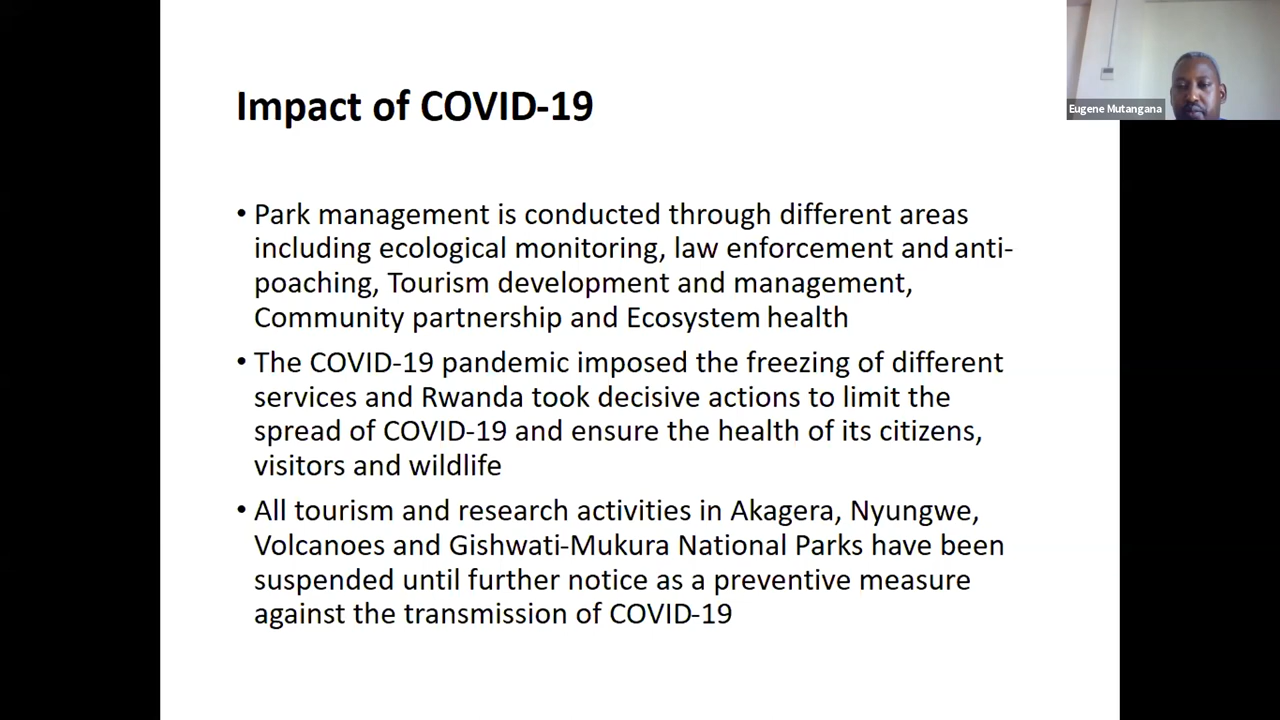 Impact of COVID-19
Eugene Mutangana
• Park management is conducted through different areas
including ecological monitoring, law enforcement and anti-
poaching, Tourism development and management,
Community partnership and Ecosystem health
• The COVID-19 pandemic imposed the freezing of different
services and Rwanda took decisive actions to limit the
spread of COVID-19 and ensure the health of its citizens,
visitors and wildlife
• All tourism and research activities in Akagera, Nyungwe,
Volcanoes and Gishwati-Mukura National Parks have been
suspended until further notice as a preventive measure
against the transmission of COVID-19